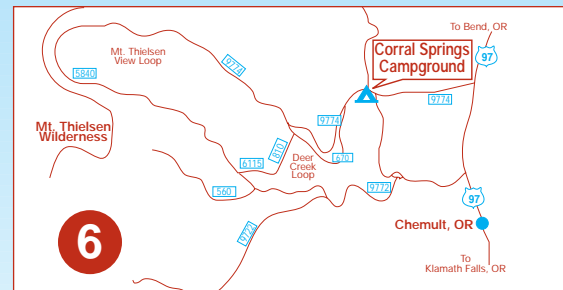 To Bend, OR
97
Corral Springs
Campground
Mt. Thielsen
View Loop
9774
5840
9774
9774
Mt. Thielsen
Wilderness
810
6115
Deer
Creek
Loop
670
560
9772
97
9772
Chemult, OR
6
To
Klamath Falls, OR